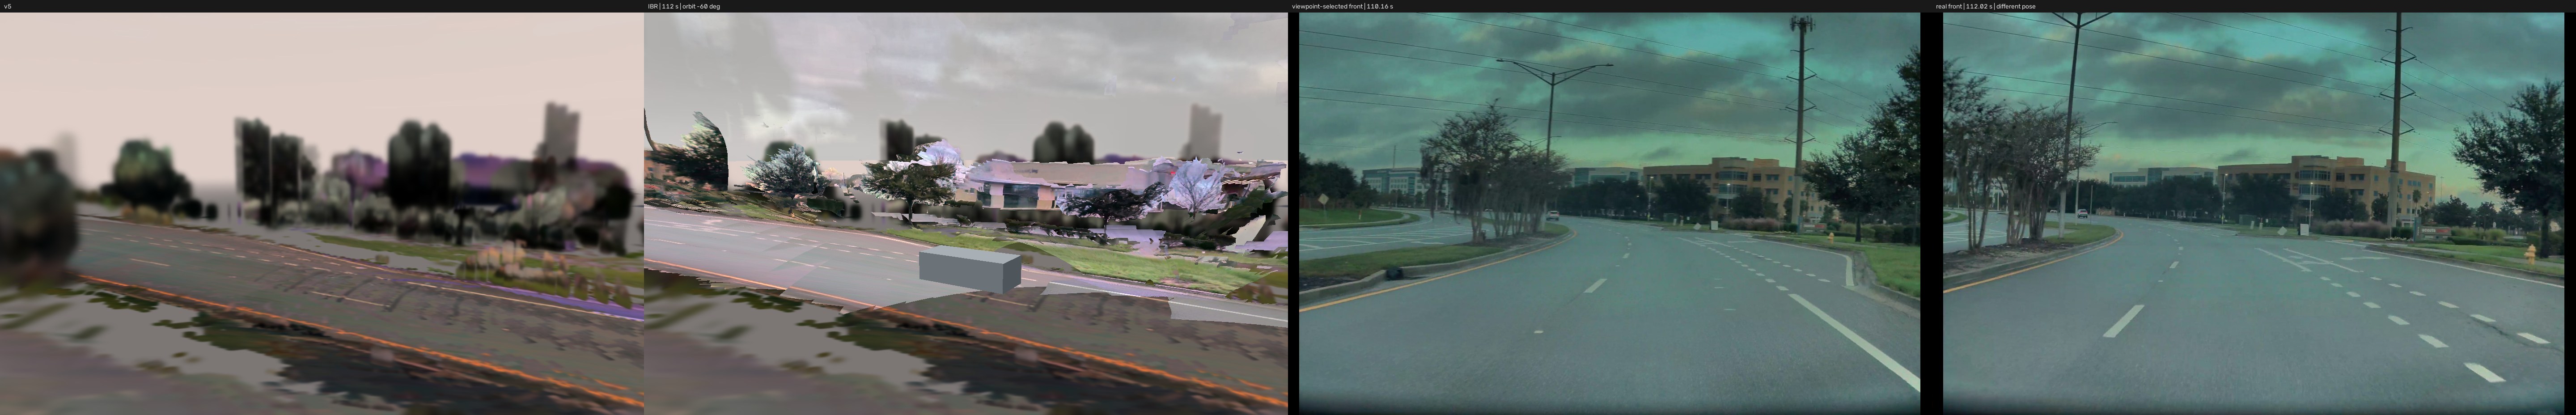 v5
IBR | 112 s | orbit -60 deg
viewpoint-selected front | 110.16 s
real front | 112.02 s | different pose